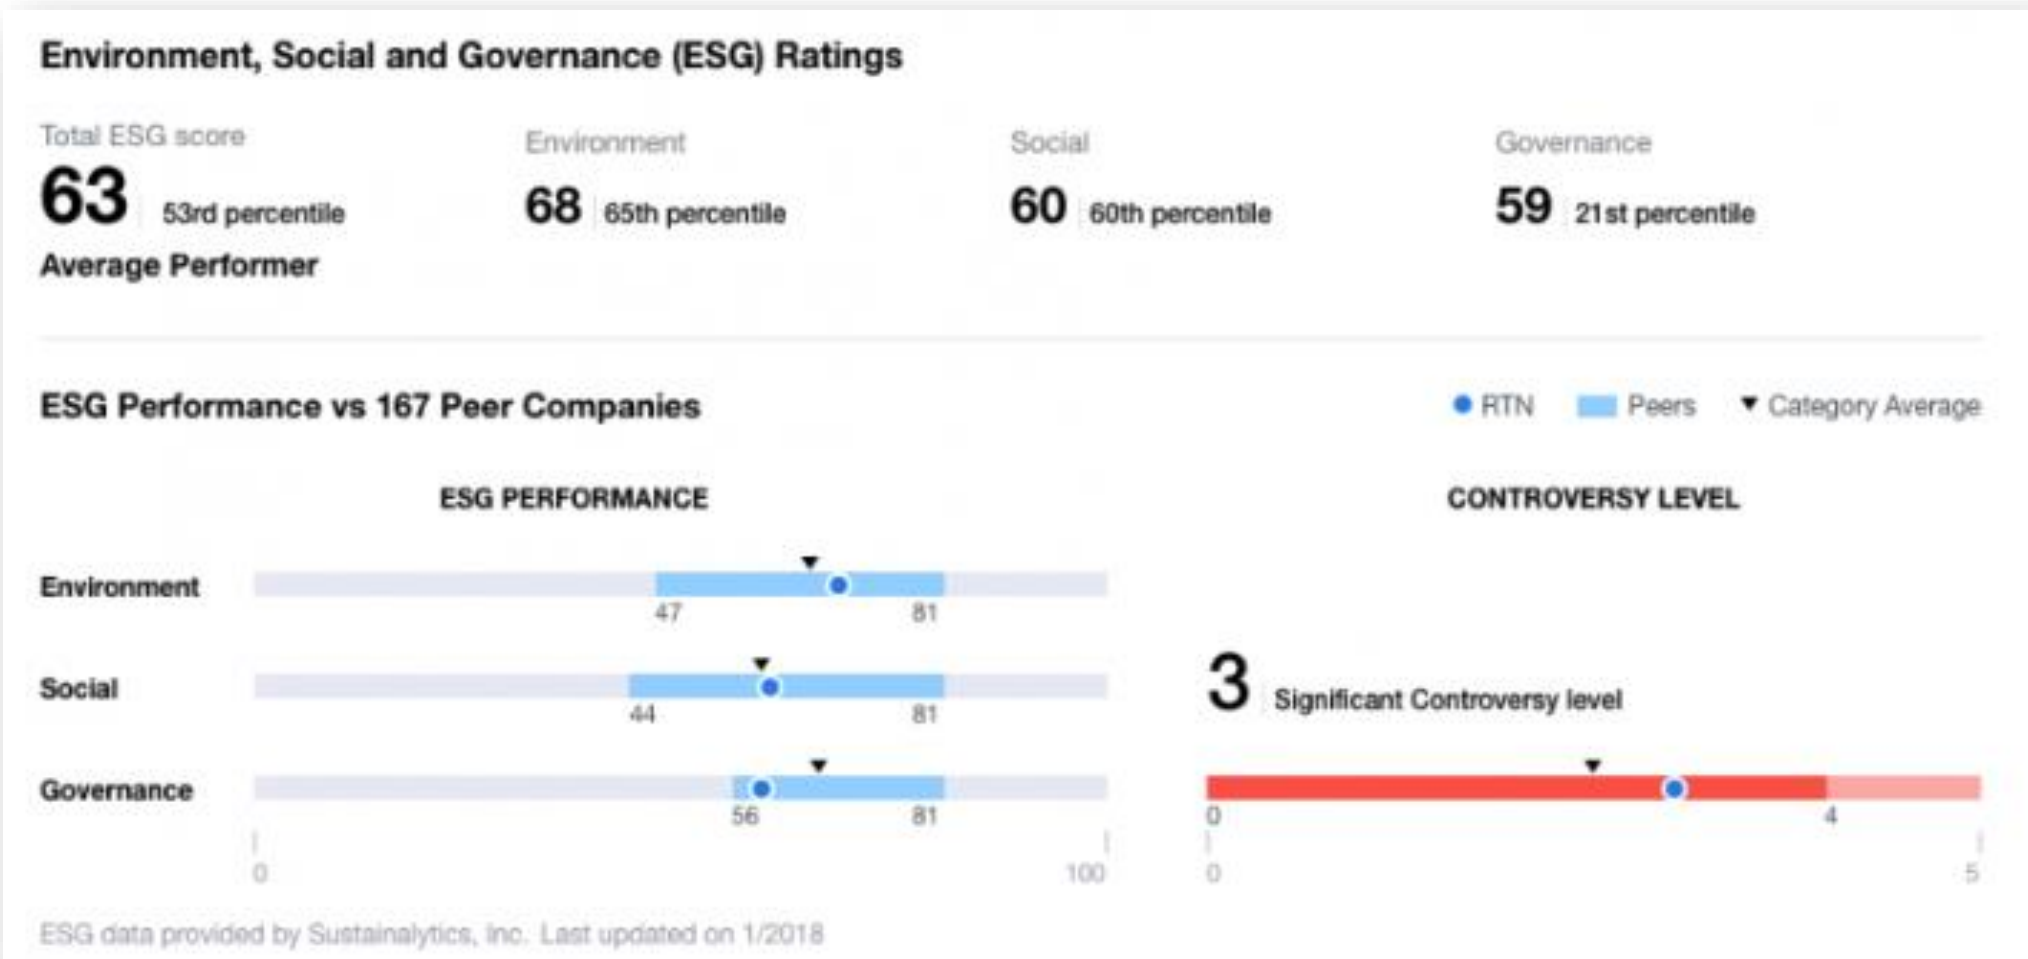 Environment, Social and Governance (ESG) Ratings
Total ESG score
63 53rd percentile
Average Performer
Environment
68 65th percentile
Social
60 60th percentile
Governance
59 21st percentile
ESG Performance vs 167 Peer Companies
RTN Peers Category Average
ESG PERFORMANCE
Environment
47 81
Social
44 81
Governance
56 81
0 100
CONTROVERSY LEVEL
3 Significant Controversy level
0 4
0 5
ESG data provided by Sustainalytics, Inc. Last updated on 1/2018